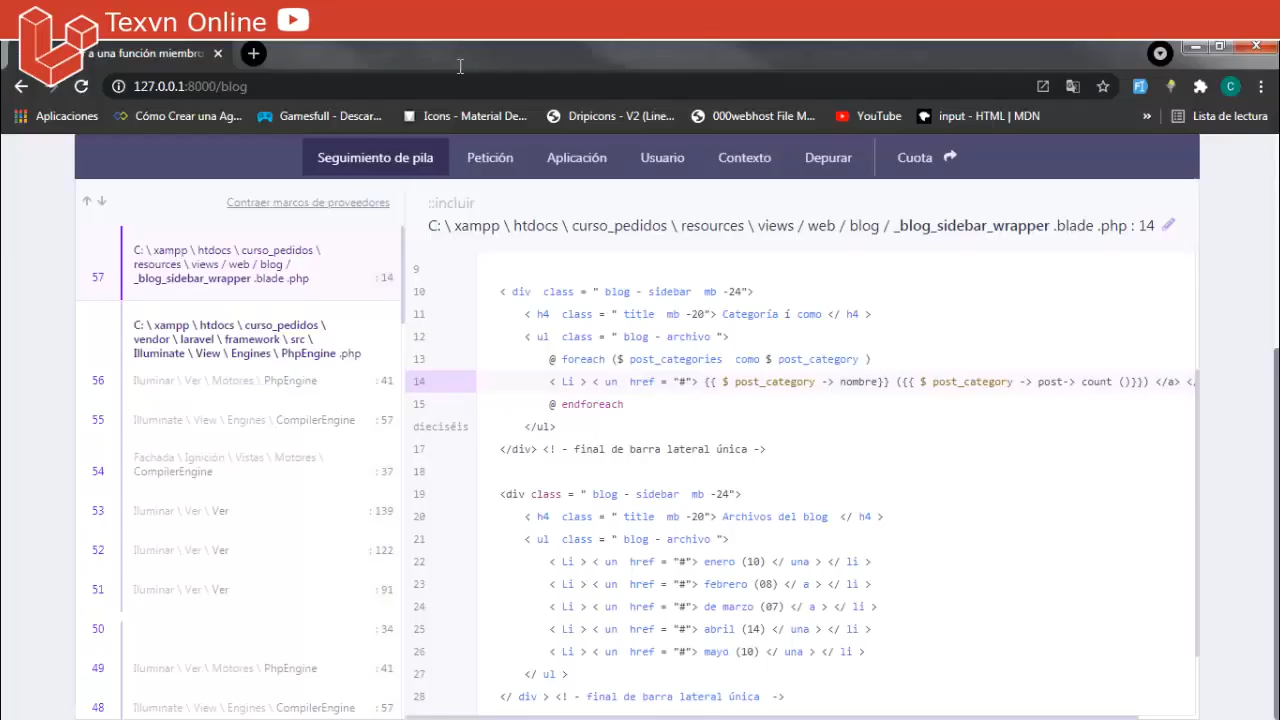 Texvn Online
a una función miembro
127.0.0.1:8000/blog
Aplicaciones
Cómo Crear una Ag...
Gamesfull - Descar...
Icons - Material De...
Dripicons - V2 (Line...
000webhost File M...
YouTube
input - HTML | MDN
»
Lista de lectura
C
Seguimiento de pila
Petición
Aplicación
Usuario
Contexto
Depurar
Cuota
Contraer marcos de proveedores
57
C: \ xampp \ htdocs \ curso_pedidos \
resources \ views / web / blog /
_blog_sidebar_wrapper .blade .php
: 14
C: \ xampp \ htdocs \ curso_pedidos \
vendor \ laravel \ framework \ src \
Illuminate \ View \ Engines \ PhpEngine .php
56 Iluminar \ Ver \ Motores \ PhpEngine : 41
55 Illuminate \ View \ Engines \ CompilerEngine : 57
54
Fachada \ Ignición \ Vistas \ Motores \
CompilerEngine : 37
53 Iluminar \ Ver \ Ver : 139
52 Iluminar \ Ver \ Ver : 122
51 Iluminar \ Ver \ Ver : 91
50 : 34
49 Iluminar \ Ver \ Motores \ PhpEngine : 41
48 Illuminate \ View \ Engines \ CompilerEngine : 57
::incluir
C: \ xampp \ htdocs \ curso_pedidos \ resources \ views / web / blog / _blog_sidebar_wrapper .blade .php : 14
9
10 < div class = " blog - sidebar mb -24">
11 < h4 class = " title mb -20"> Categoría í como </ h4 >
12 < ul class = " blog - archivo ">
13 @ foreach ($ post_categories como $ post_category )
14 < Li > < un href = "#"> {{ $ post_category -> nombre}} ({{ $ post_category -> post-> count ()}}) </a> </
15 @ endforeach
dieciséis </ul>
17 </div> <! - final de barra lateral única ->
18
19 <div class = " blog - sidebar mb -24">
20 < h4 class = " title mb -20"> Archivos del blog </ h4 >
21 < ul class = " blog - archivo ">
22 < Li > < un href = "#"> enero (10) </ una > </ li >
23 < Li > < un href = "#"> febrero (08) </ a > </ li >
24 < Li > < un href = "#"> de marzo (07) </ a > </ li >
25 < Li > < un href = "#"> abril (14) </ una > </ li >
26 < Li > < un href = "#"> mayo (10) </ una > </ li >
27 </ ul >
28 </ div > <! - final de barra lateral única ->